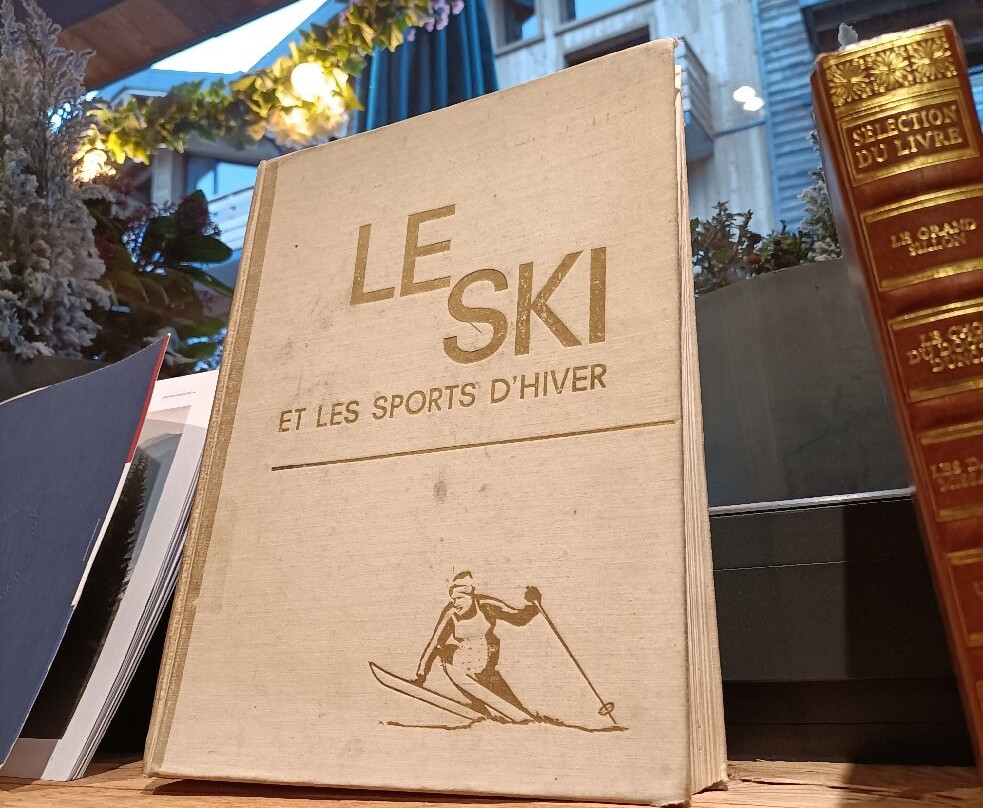 LE
SKI
ET LES SPORTS D'HIVER
SÉLECTION
DU LIVRE
LE GRAND
SILLON